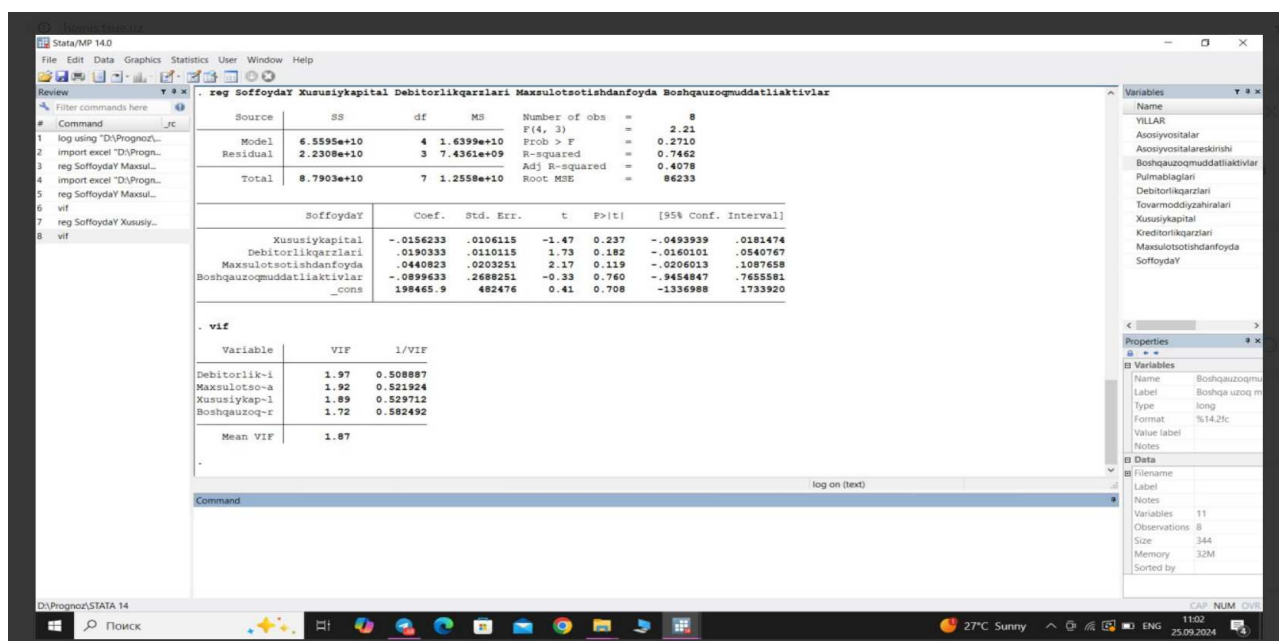 Stata/MP 14.0
File Edit Data Graphics Statistics User Window Help
Review
Filter commands here
# Command _rc
1 log using "D:\Prognoz\...
2 import excel "D:\Progn...
3 reg SoffoydaY Maxsul...
4 import excel "D:\Progn...
5 reg SoffoydaY Maxsul...
6 vif
7 reg SoffoydaY Xususiy...
8 vif
. reg SoffoydaY Xususiykapital Debitorlikqarzlari Maxsulotsotishdanfoyda Boshqauzoqmuddatliaktivlar
Source SS df MS Number of obs = 8
F(4, 3) = 2.21
Model 6.5595e+10 4 1.6399e+10 Prob > F = 0.2710
Residual 2.2308e+10 3 7.4361e+09 R-squared = 0.7462
Adj R-squared = 0.4078
Total 8.7903e+10 7 1.2558e+10 Root MSE = 86233
SoffoydaY Coef. Std. Err. t P>|t| [95% Conf. Interval]
Xususiykapital -.0156233 .0106115 -1.47 0.237 -.0493939 .0181474
Debitorlikqarzlari .0190333 .0110115 1.73 0.182 -.0160101 .0540767
Maxsulotsotishdanfoyda .0440823 .0203251 2.17 0.119 -.0206013 .1087658
Boshqauzoqmuddatliaktivlar -.0899633 .2688251 -0.33 0.760 -.9454847 .7655581
_cons 198465.9 482476 0.41 0.708 -1336988 1733920
. vif
Variable VIF 1/VIF
Debitorlik~i 1.97 0.508887
Maxsulotso~a 1.92 0.521924
Xususiykap~l 1.89 0.529712
Boshqauzoq~r 1.72 0.582492
Mean VIF 1.87
.
log on (text)
Command
Variables
Name
YILLAR
Asosiyvositalar
Asosiyvositalareskirishi
Boshqauzoqmuddatliaktivlar
Pulmablaglari
Debitorlikqarzlari
Tovarmoddiyzahiralari
Xususiykapital
Kreditorlikqarzlari
Maxsulotsotishdanfoyda
SoffoydaY
Properties
Variables
Name Boshqauzoqmu
Label Boshqa uzoq m
Type long
Format %14.2fc
Value label
Notes
Data
Filename
Label
Notes
Variables 11
Observations 8
Size 344
Memory 32M
Sorted by
D:\Prognoz\STATA 14
CAP NUM OVR
Поиск
27°C Sunny
ENG
11:02
25.09.2024